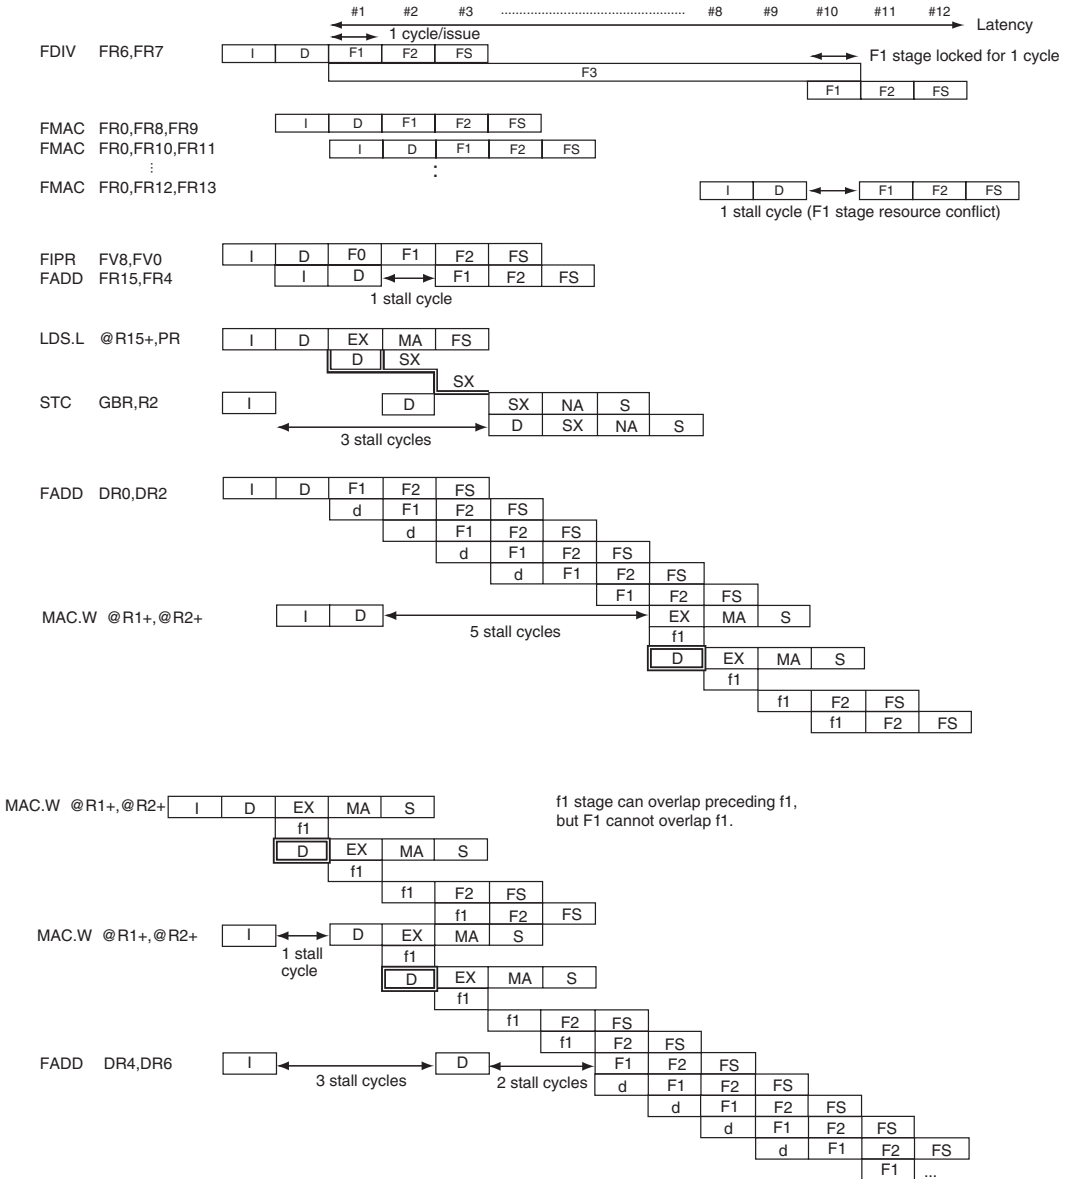 #1 #2 #3 ...................................................... #8 #9 #10 #11 #12
Latency
1 cycle/issue
FDIV FR6,FR7 I D F1 F2 FS
F1 stage locked for 1 cycle
F3
F1 F2 FS
FMAC FR0,FR8,FR9 I D F1 F2 FS
FMAC FR0,FR10,FR11 I D F1 F2 FS
⋮ :
FMAC FR0,FR12,FR13 I D F1 F2 FS
1 stall cycle (F1 stage resource conflict)
FIPR FV8,FV0 I D F0 F1 F2 FS
FADD FR15,FR4 I D F1 F2 FS
1 stall cycle
LDS.L @R15+,PR I D EX MA FS
D SX
SX
STC GBR,R2 I D SX NA S
D SX NA S
3 stall cycles
FADD DR0,DR2 I D F1 F2 FS
d F1 F2 FS
d F1 F2 FS
d F1 F2 FS
d F1 F2 FS
F1 F2 FS
MAC.W @R1+,@R2+ I D EX MA S
5 stall cycles
f1
D EX MA S
f1
f1 F2 FS
f1 F2 FS
MAC.W @R1+,@R2+ I D EX MA S
f1 stage can overlap preceding f1,
but F1 cannot overlap f1.
f1
D EX MA S
f1
f1 F2 FS
f1 F2 FS
MAC.W @R1+,@R2+ I D EX MA S
1 stall
cycle
f1
D EX MA S
f1
f1 F2 FS
f1 F2 FS
FADD DR4,DR6 I D F1 F2 FS
3 stall cycles 2 stall cycles
d F1 F2 FS
d F1 F2 FS
d F1 F2 FS
d F1 F2 FS
F1 ...